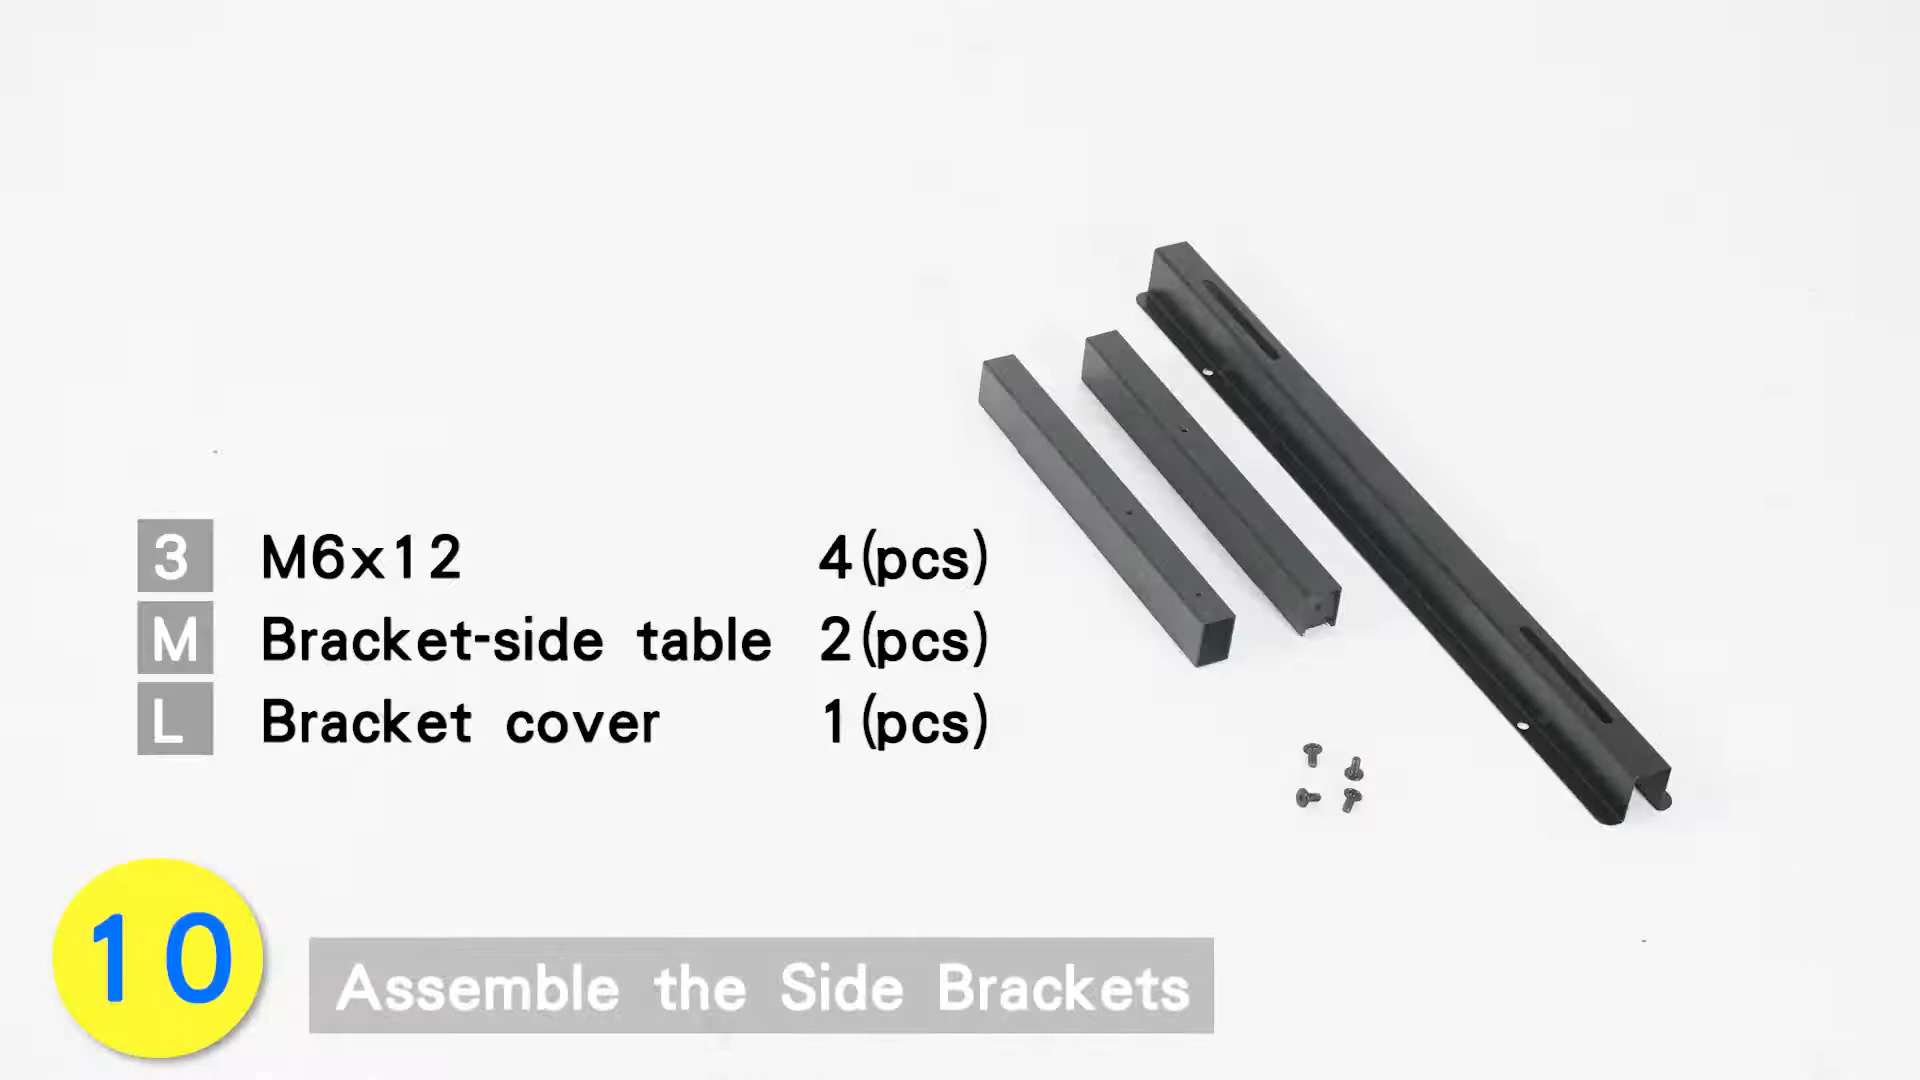 3 M6x12 4(pcs)
M Bracket-side table 2(pcs)
L Bracket cover 1(pcs)
10 Assemble the Side Brackets